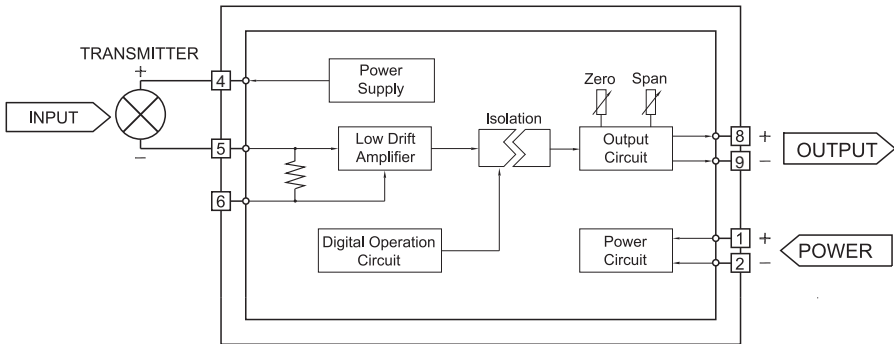 TRANSMITTER
+
−
INPUT
4
5
6
Power
Supply
Low Drift
Amplifier
Isolation
Digital Operation
Circuit
Zero
Span
Output
Circuit
Power
Circuit
8 +
9 −
OUTPUT
1 +
2 −
POWER